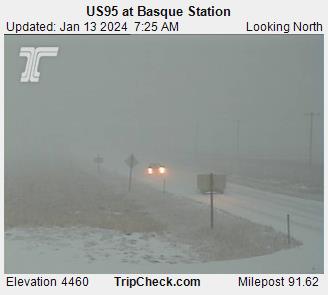 US95 at Basque Station
Updated: Jan 13 2024 7:25 AM Looking North
Elevation 4460 TripCheck.com Milepost 91.62